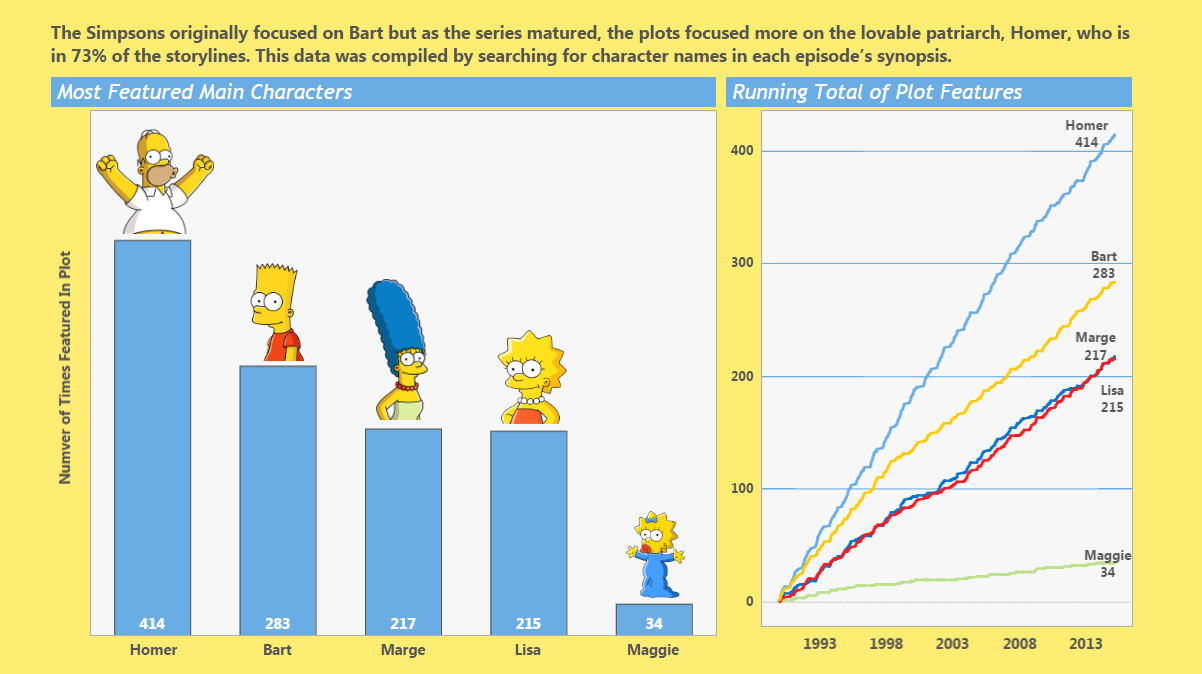 The Simpsons originally focused on Bart but as the series matured, the plots focused more on the lovable patriarch, Homer, who is
in 73% of the storylines. This data was compiled by searching for character names in each episode's synopsis.
Most Featured Main Characters
Numver of Times Featured In Plot
414
283
217
215
34
Homer
Bart
Marge
Lisa
Maggie
Running Total of Plot Features
400
300
200
100
0
Homer
414
Bart
283
Marge
217
Lisa
215
Maggie
34
1993
1998
2003
2008
2013